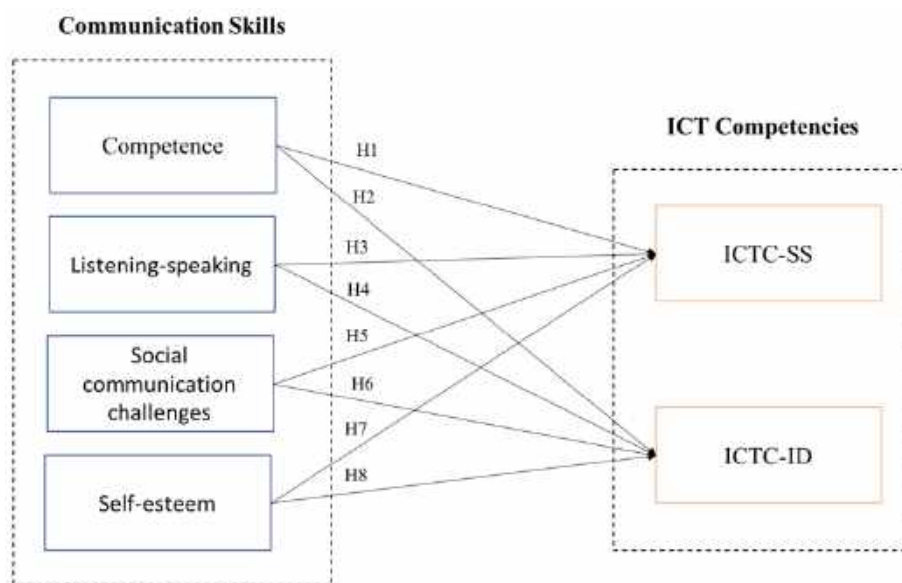 Communication Skills
Competence
Listening-speaking
Social
communication
challenges
Self-esteem
H1
H2
H3
H4
H5
H6
H7
H8
ICT Competencies
ICTC-SS
ICTC-ID